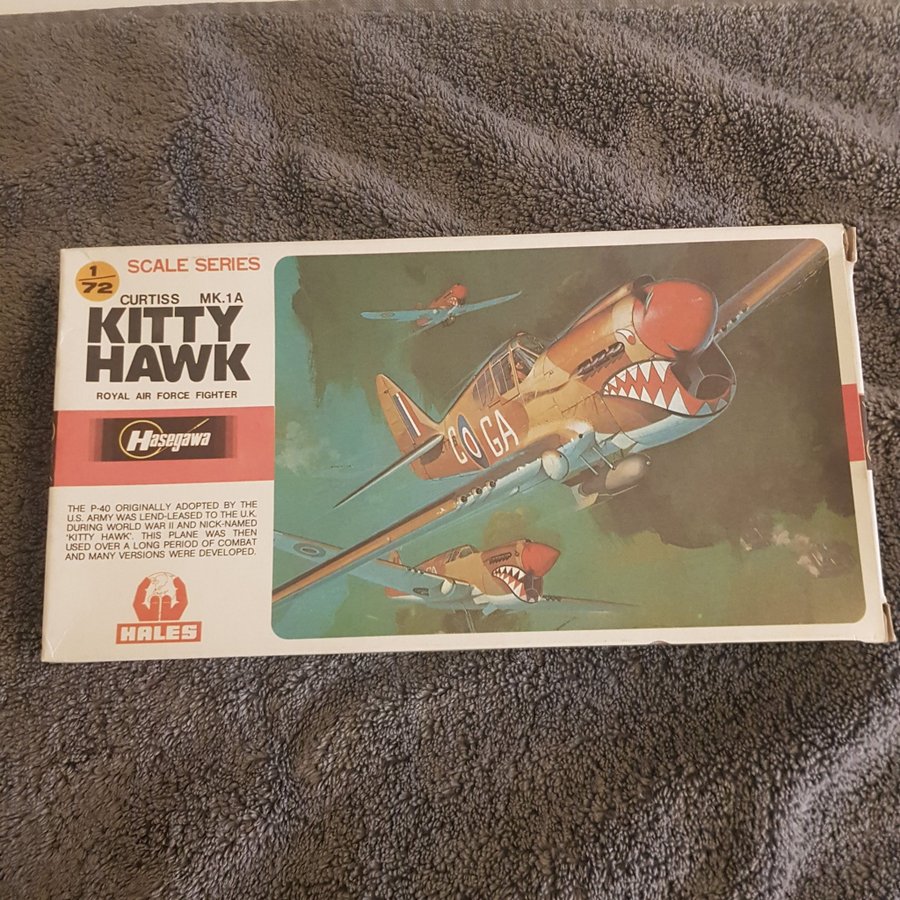 1/72 SCALE SERIES
CURTISS MK.1A
KITTY
HAWK
ROYAL AIR FORCE FIGHTER
Hasegawa
THE P-40 ORIGINALLY ADOPTED BY THE
U.S. ARMY WAS LEND-LEASED TO THE U.K.
DURING WORLD WAR II AND NICK-NAMED
'KITTY HAWK'. THIS PLANE WAS THEN
USED OVER A LONG PERIOD OF COMBAT
AND MANY VERSIONS WERE DEVELOPED.
HALES
C GA
GA